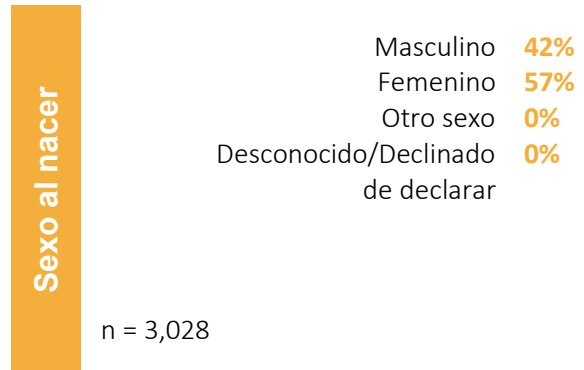 Sexo al nacer
Masculino 42%
Femenino 57%
Otro sexo 0%
Desconocido/Declinado 0%
de declarar
n = 3,028